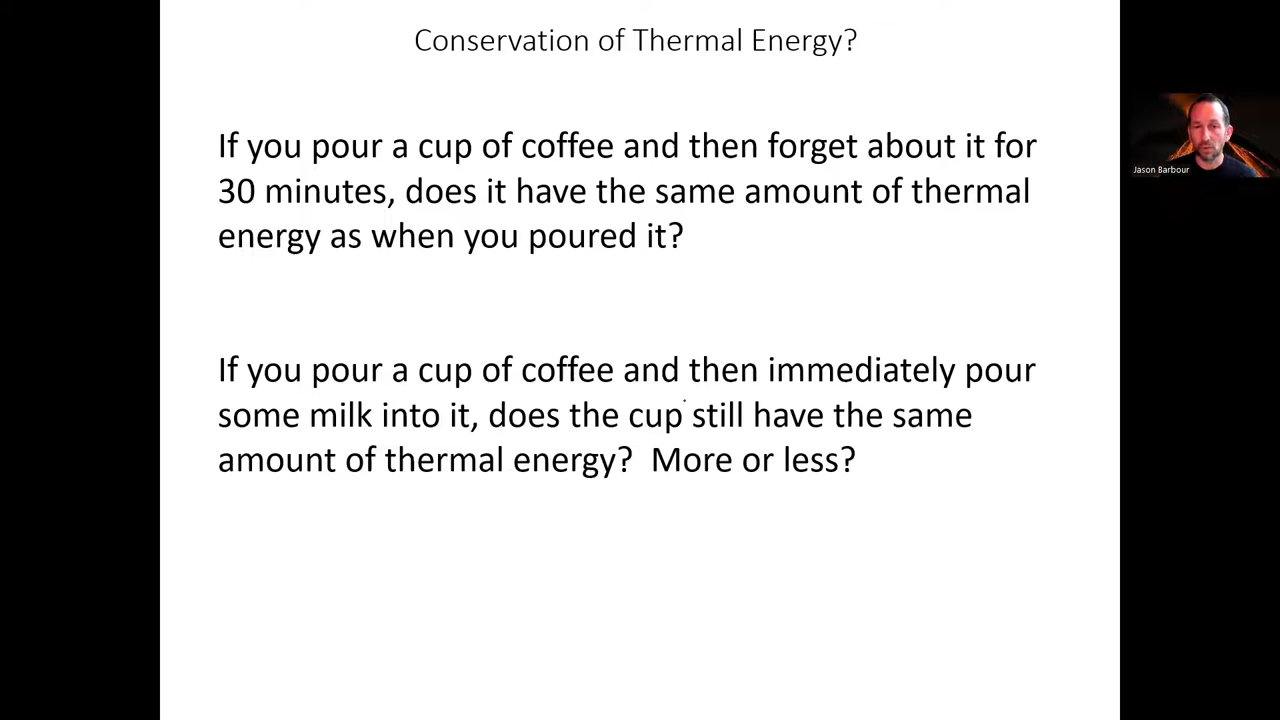 Conservation of Thermal Energy?
If you pour a cup of coffee and then forget about it for
30 minutes, does it have the same amount of thermal
energy as when you poured it?
If you pour a cup of coffee and then immediately pour
some milk into it, does the cup still have the same
amount of thermal energy?  More or less?
Jason Barbour